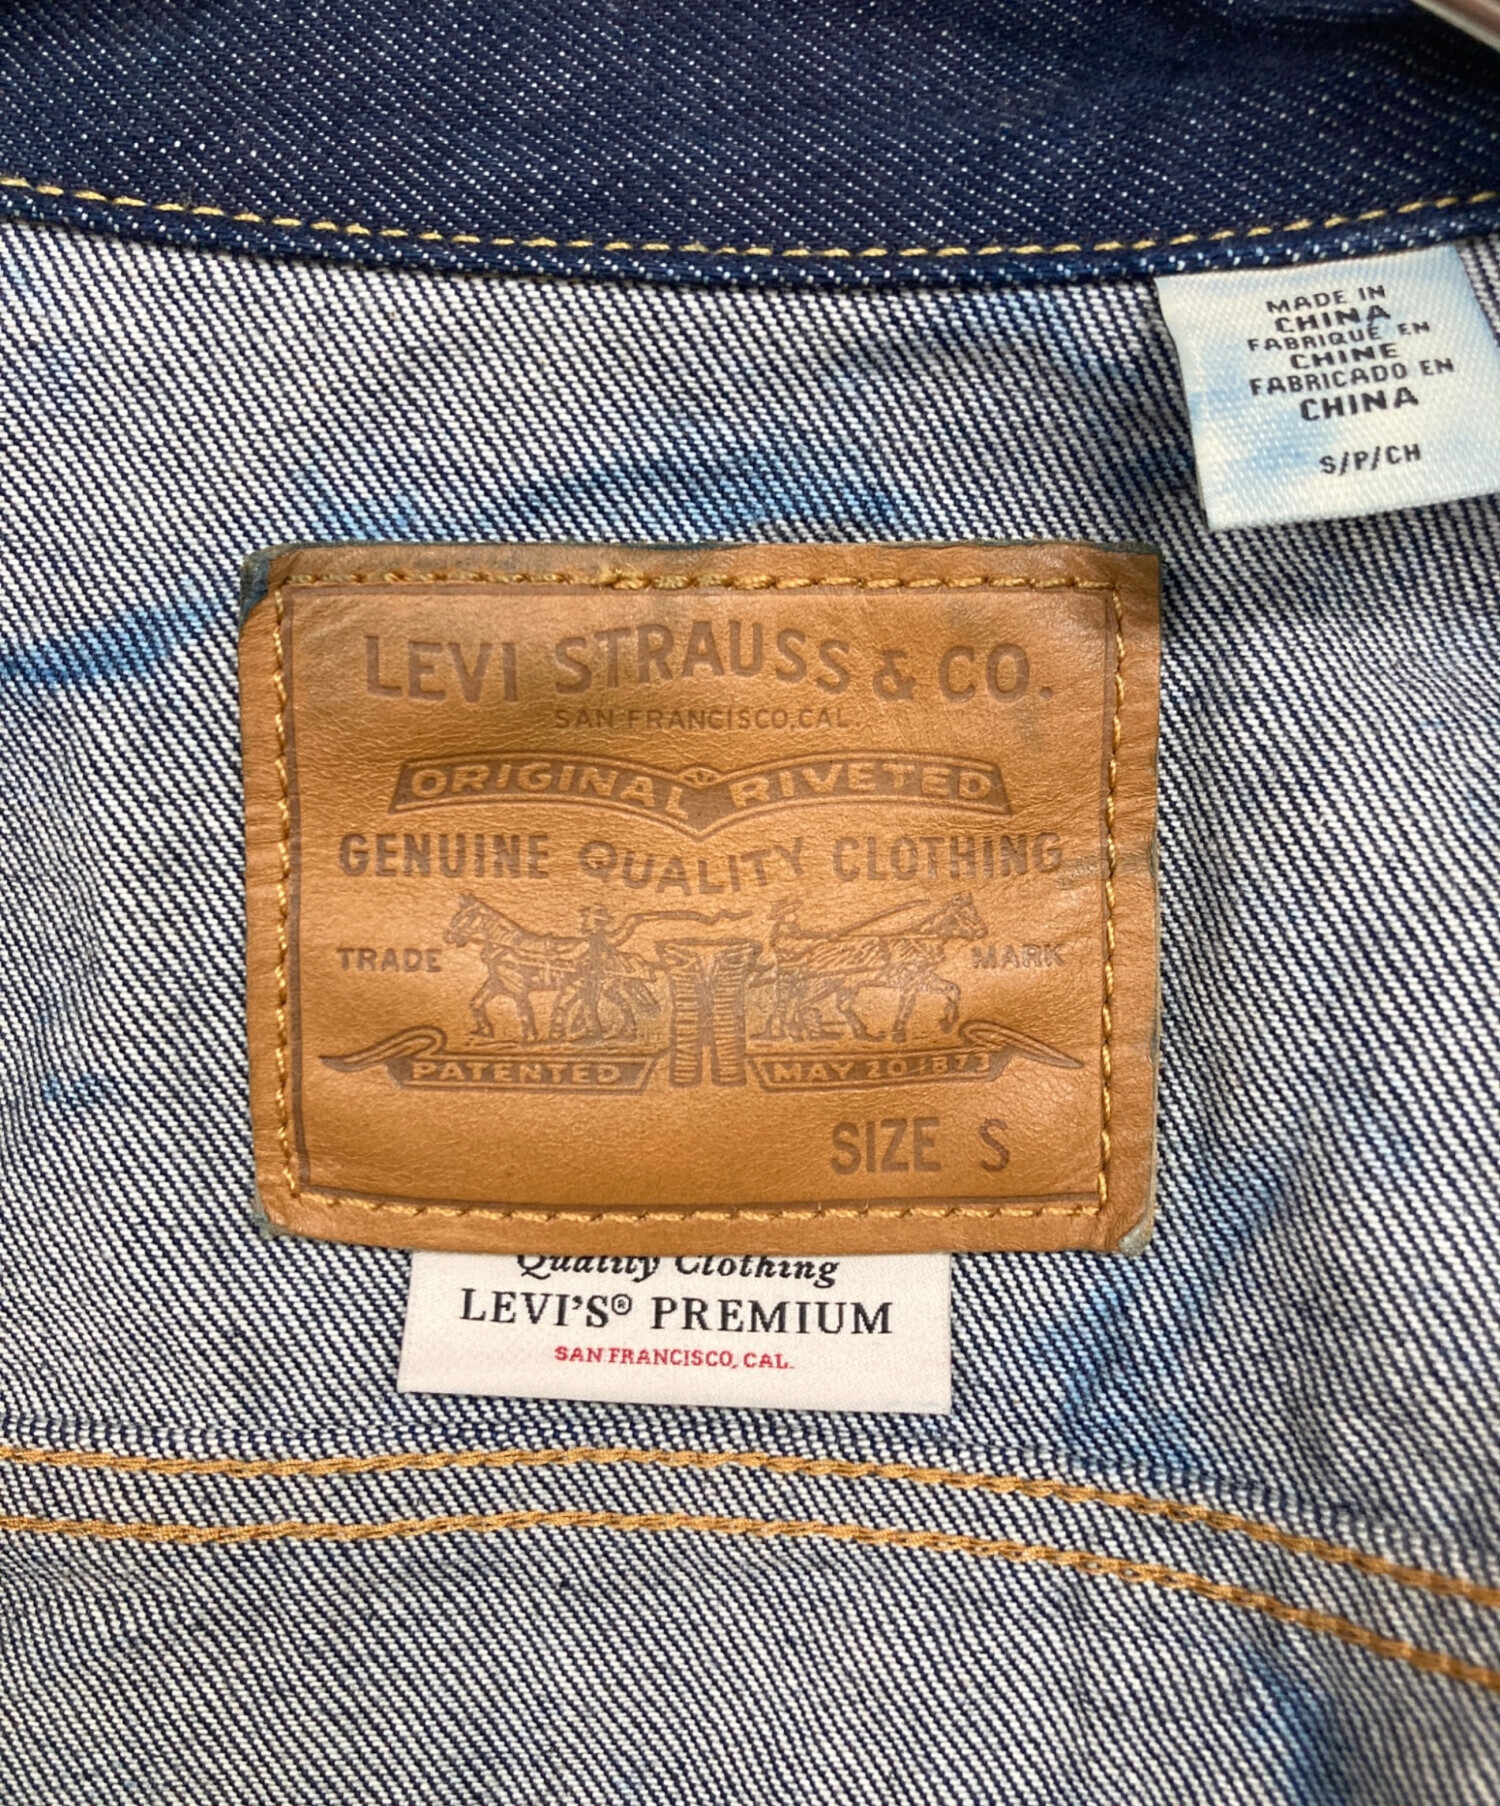 MADE IN
CHINA
FABRIQUÉ EN
CHINE
FABRICADO EN
CHINA
S/P/CH
LEVI STRAUSS & CO.
SAN FRANCISCO, CAL.
ORIGINAL RIVETED
GENUINE QUALITY CLOTHING
TRADE MARK
PATENTED MAY 20 1873
SIZE S
Quality Clothing
LEVI'S® PREMIUM
SAN FRANCISCO, CAL.